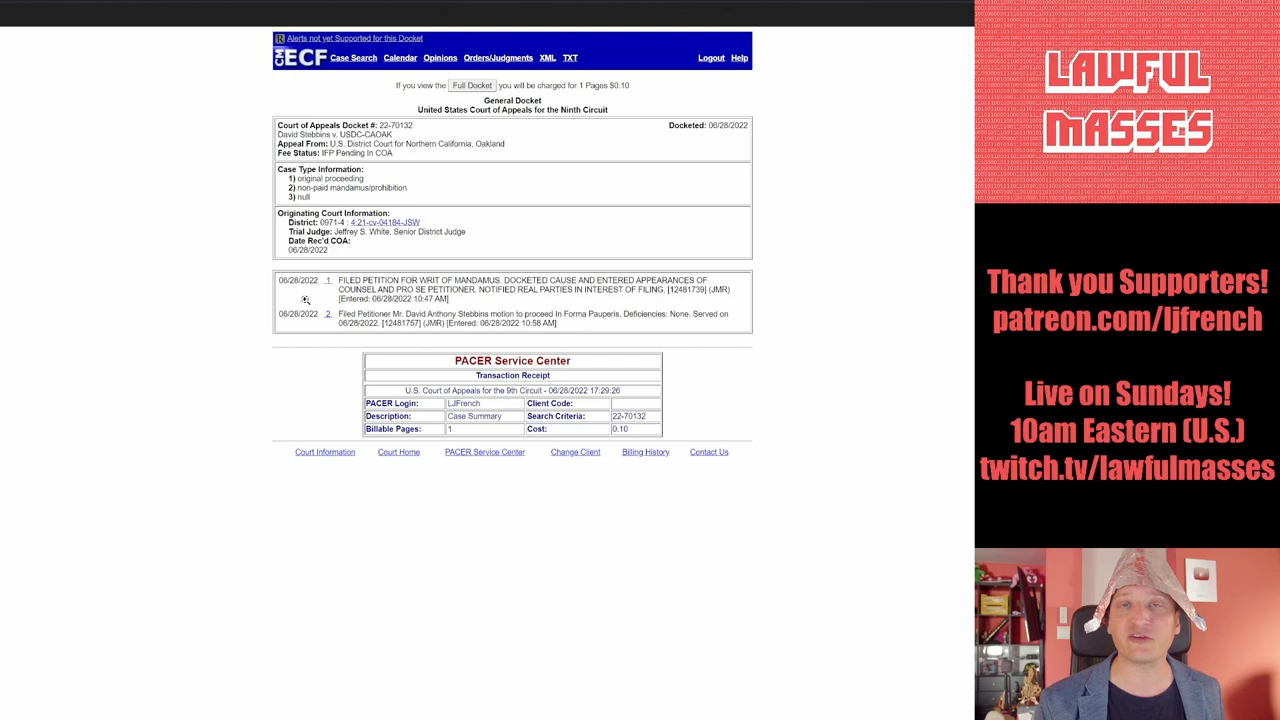 Alerts not yet Supported for this Docket
CM
ECF Case Search Calendar Opinions Orders/Judgments XML TXT Logout Help
If you view the Full Docket you will be charged for 1 Pages $0.10
General Docket
United States Court of Appeals for the Ninth Circuit
Court of Appeals Docket #: 22-70132 Docketed: 06/28/2022
David Stebbins v. USDC-CAOAK
Appeal From: U.S. District Court for Northern California, Oakland
Fee Status: IFP Pending In COA
Case Type Information:
1) original proceeding
2) non-paid mandamus/prohibition
3) null
Originating Court Information:
District: 0971-4 : 4:21-cv-04184-JSW
Trial Judge: Jeffrey S. White, Senior District Judge
Date Rec'd COA:
06/28/2022
06/28/2022 1 FILED PETITION FOR WRIT OF MANDAMUS. DOCKETED CAUSE AND ENTERED APPEARANCES OF
COUNSEL AND PRO SE PETITIONER. NOTIFIED REAL PARTIES IN INTEREST OF FILING. [12481739] (JMR)
[Entered: 06/28/2022 10:47 AM]
06/28/2022 2 Filed Petitioner Mr. David Anthony Stebbins motion to proceed In Forma Pauperis. Deficiencies: None. Served on
06/28/2022. [12481757] (JMR) [Entered: 06/28/2022 10:58 AM]
PACER Service Center
Transaction Receipt
U.S. Court of Appeals for the 9th Circuit - 06/28/2022 17:29:26
PACER Login: LJFrench Client Code:
Description: Case Summary Search Criteria: 22-70132
Billable Pages: 1 Cost: 0.10
Court Information Court Home PACER Service Center Change Client Billing History Contact Us
LAWFUL
MASSES
Thank you Supporters!
patreon.com/ljfrench
Live on Sundays!
10am Eastern (U.S.)
twitch.tv/lawfulmasses